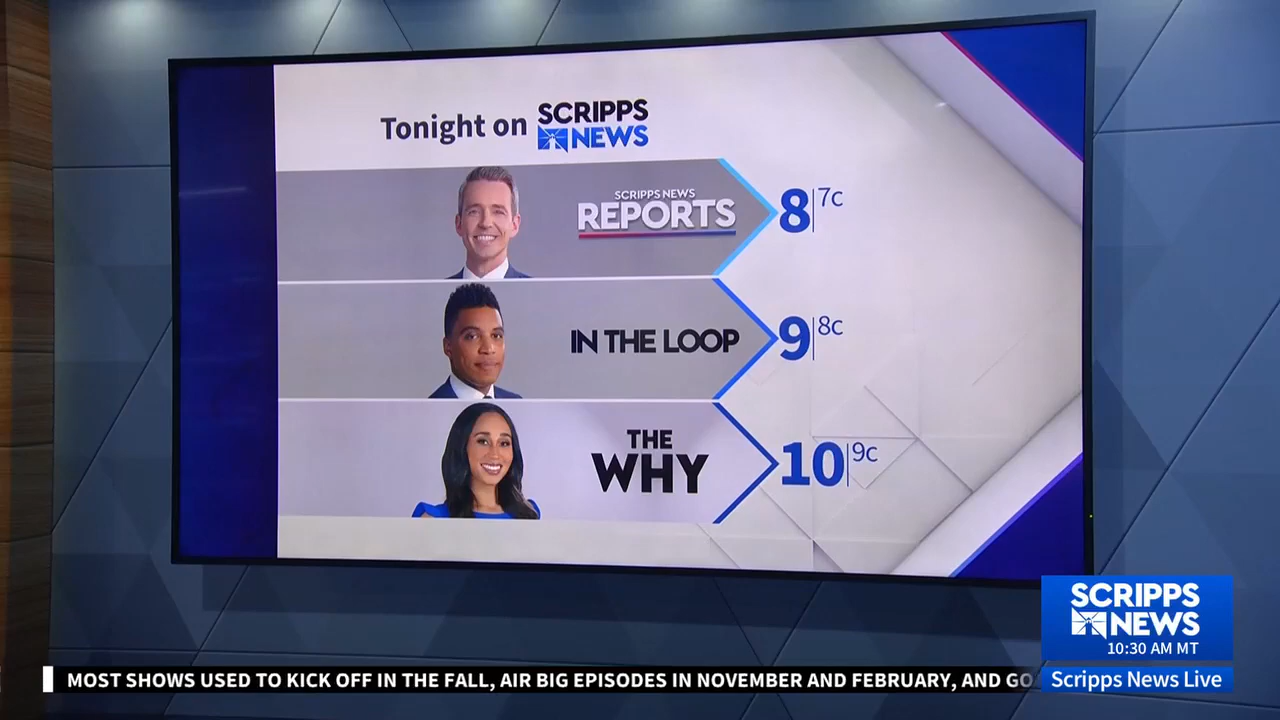 Tonight on SCRIPPS NEWS
SCRIPPS NEWS
REPORTS
8 7c
IN THE LOOP
9 8c
THE
WHY
10 9c
SCRIPPS
NEWS
10:30 AM MT
Scripps News Live
MOST SHOWS USED TO KICK OFF IN THE FALL, AIR BIG EPISODES IN NOVEMBER AND FEBRUARY, AND GO